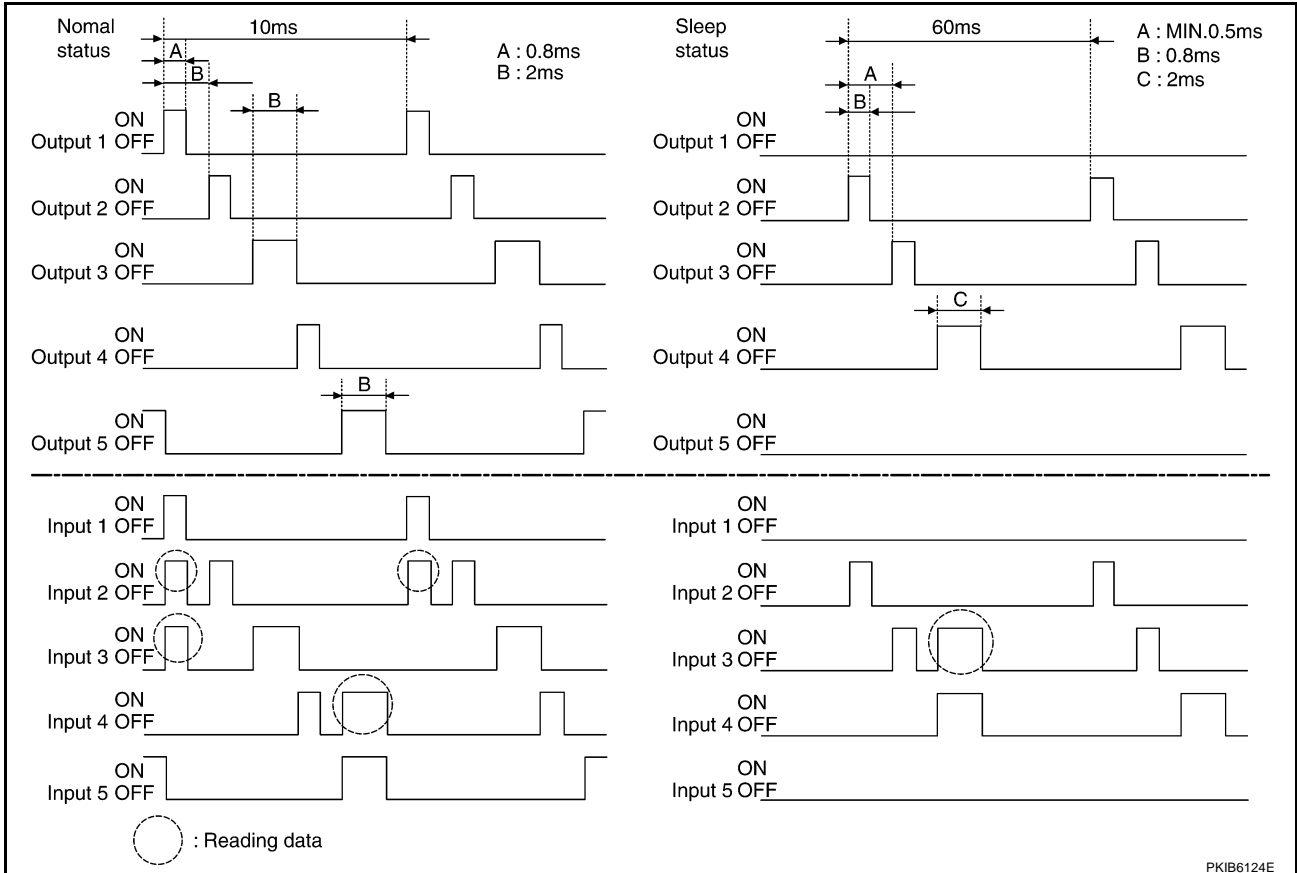 Nomal
status
10ms
A : 0.8ms
B : 2ms
A
B
B
ON
Output 1 OFF
ON
Output 2 OFF
ON
Output 3 OFF
ON
Output 4 OFF
B
ON
Output 5 OFF
Sleep
status
60ms
A : MIN.0.5ms
B : 0.8ms
C : 2ms
A
B
ON
Output 1 OFF
ON
Output 2 OFF
ON
Output 3 OFF
C
ON
Output 4 OFF
ON
Output 5 OFF
ON
Input 1 OFF
ON
Input 2 OFF
ON
Input 3 OFF
ON
Input 4 OFF
ON
Input 5 OFF
ON
Input 1 OFF
ON
Input 2 OFF
ON
Input 3 OFF
ON
Input 4 OFF
ON
Input 5 OFF
: Reading data
PKIB6124E